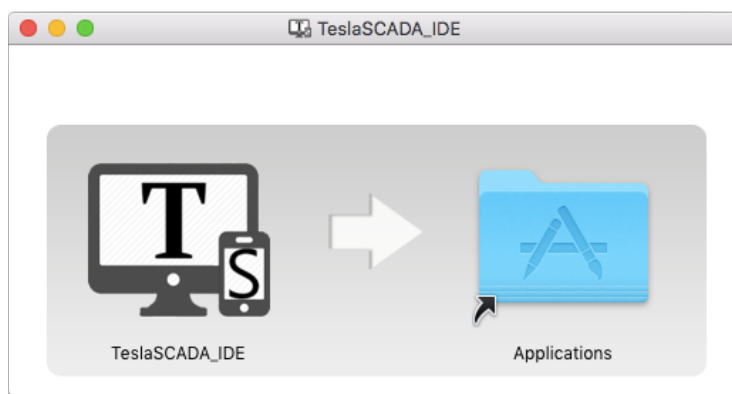 TeslaSCADA_IDE
T
S
TeslaSCADA_IDE
Applications